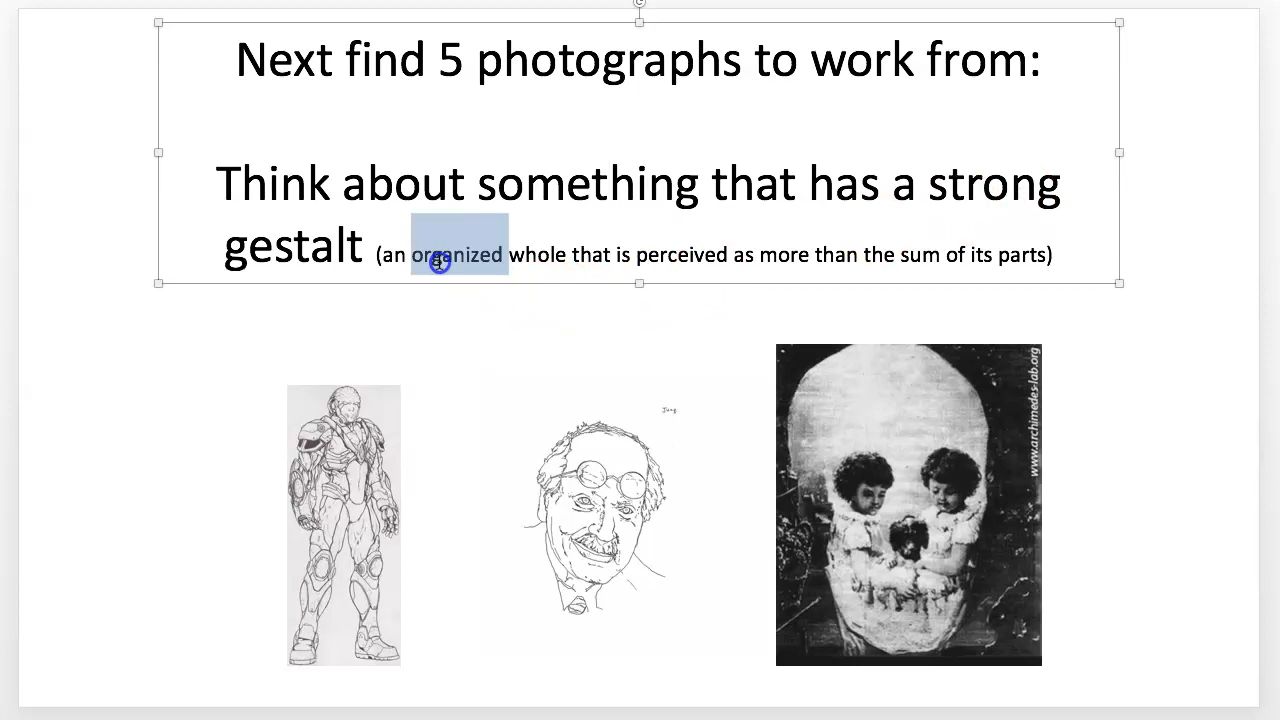 Next find 5 photographs to work from:
Think about something that has a strong
gestalt (an organized whole that is perceived as more than the sum of its parts)
Jung
www.archimedes-lab.org